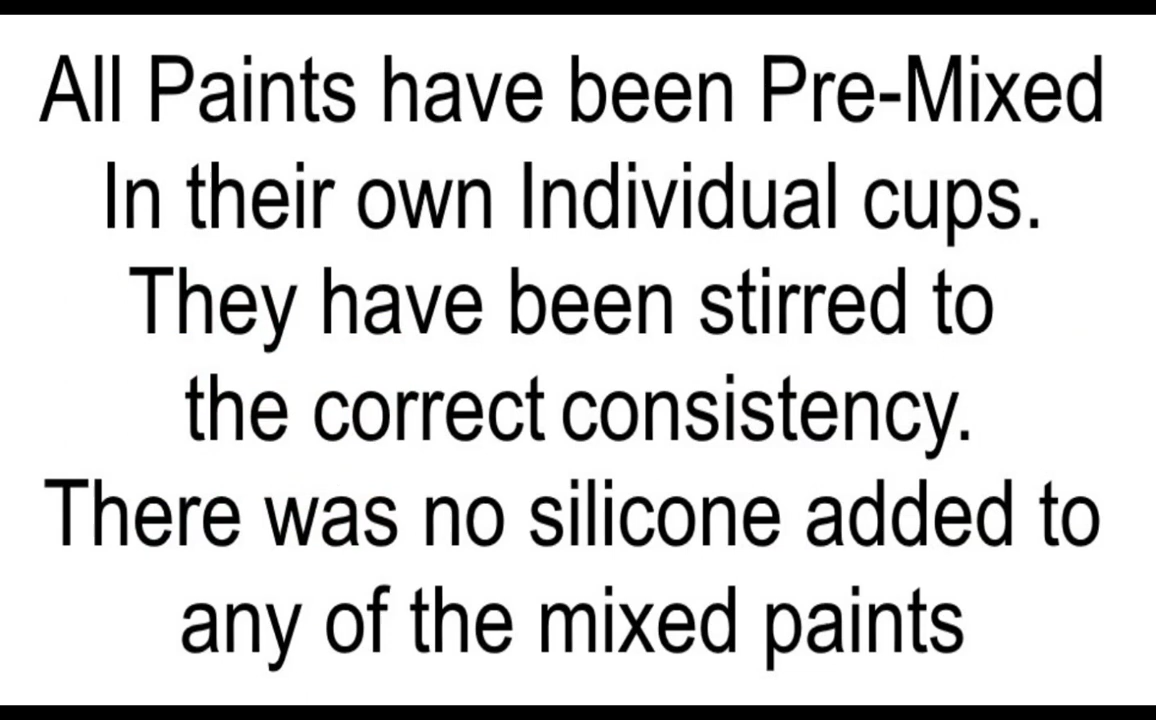 All Paints have been Pre-Mixed
In their own Individual cups.
They have been stirred to
the correct consistency.
There was no silicone added to
any of the mixed paints